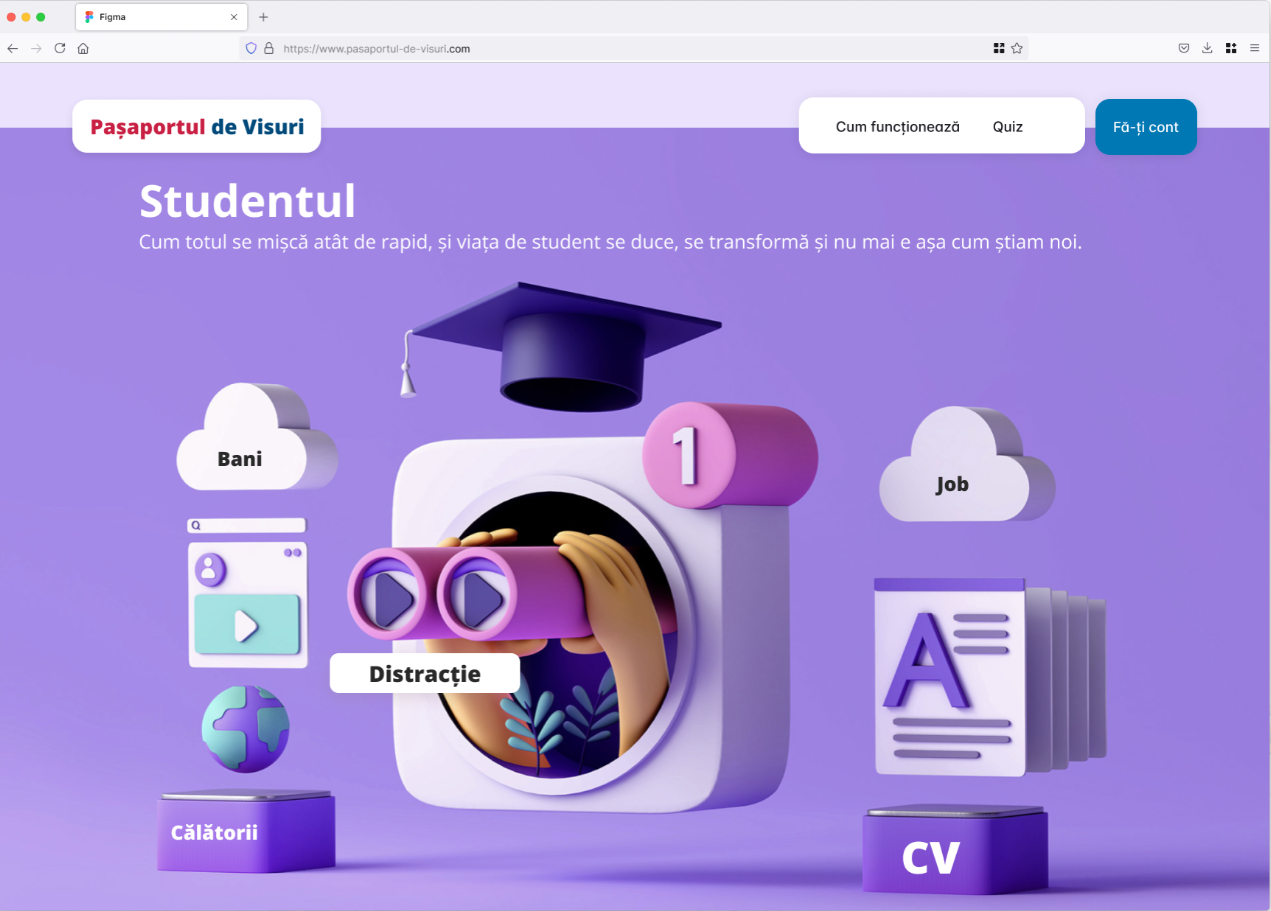 Figma
https://www.pasaportul-de-visuri.com
Pașaportul de Visuri
Cum funcționează
Quiz
Fă-ți cont
Studentul
Cum totul se mișcă atât de rapid, și viața de student se duce, se transformă și nu mai e așa cum știam noi.
1
Bani
Job
A
Distracție
Călătorii
CV